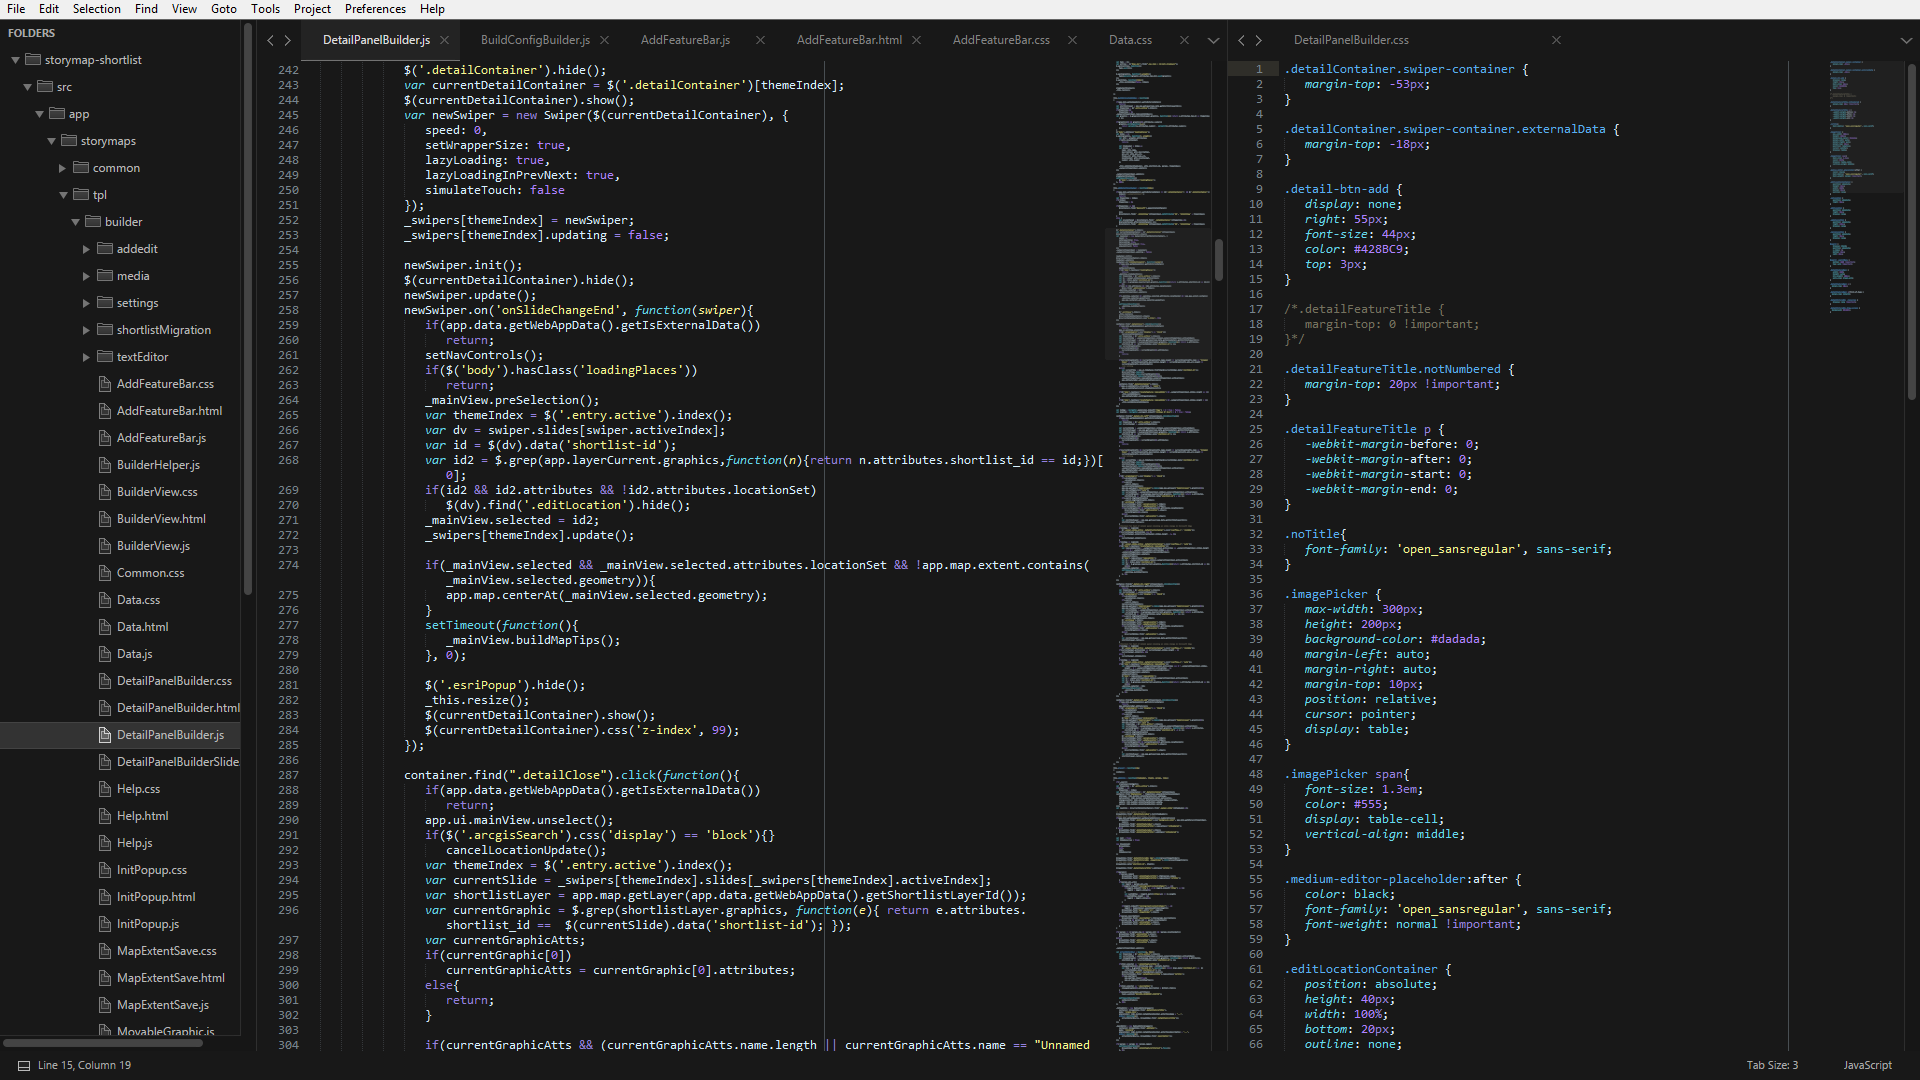 File Edit Selection Find View Goto Tools Project Preferences Help
FOLDERS
storymap-shortlist
src
app
storymaps
common
tpl
builder
addedit
media
settings
shortlistMigration
textEditor
AddFeatureBar.css
AddFeatureBar.html
AddFeatureBar.js
BuilderHelper.js
BuilderView.css
BuilderView.html
BuilderView.js
Common.css
Data.css
Data.html
Data.js
DetailPanelBuilder.css
DetailPanelBuilder.html
DetailPanelBuilder.js
DetailPanelBuilderSlide
Help.css
Help.html
Help.js
InitPopup.css
InitPopup.html
InitPopup.js
MapExtentSave.css
MapExtentSave.html
MapExtentSave.js
MovableGraphic.js
DetailPanelBuilder.js BuildConfigBuilder.js AddFeatureBar.js AddFeatureBar.html AddFeatureBar.css Data.css
242 $('.detailContainer').hide();
243 var currentDetailContainer = $('.detailContainer')[themeIndex];
244 $(currentDetailContainer).show();
245 var newSwiper = new Swiper($(currentDetailContainer), {
246 speed: 0,
247 setWrapperSize: true,
248 lazyLoading: true,
249 lazyLoadingInPrevNext: true,
250 simulateTouch: false
251 });
252 _swipers[themeIndex] = newSwiper;
253 _swipers[themeIndex].updating = false;
254
255 newSwiper.init();
256 $(currentDetailContainer).hide();
257 newSwiper.update();
258 newSwiper.on('onSlideChangeEnd', function(swiper){
259 if(app.data.getWebAppData().getIsExternalData())
260 return;
261 setNavControls();
262 if($('body').hasClass('loadingPlaces'))
263 return;
264 _mainView.preSelection();
265 var themeIndex = $('.entry.active').index();
266 var dv = swiper.slides[swiper.activeIndex];
267 var id = $(dv).data('shortlist-id');
268 var id2 = $.grep(app.layerCurrent.graphics,function(n){return n.attributes.shortlist_id == id;})[
0];
269 if(id2 && id2.attributes && !id2.attributes.locationSet)
270 $(dv).find('.editLocation').hide();
271 _mainView.selected = id2;
272 _swipers[themeIndex].update();
273
274 if(_mainView.selected && _mainView.selected.attributes.locationSet && !app.map.extent.contains(
_mainView.selected.geometry)){
275 app.map.centerAt(_mainView.selected.geometry);
276 }
277 setTimeout(function(){
278 _mainView.buildMapTips();
279 }, 0);
280
281 $('.esriPopup').hide();
282 _this.resize();
283 $(currentDetailContainer).show();
284 $(currentDetailContainer).css('z-index', 99);
285 });
286
287 container.find(".detailClose").click(function(){
288 if(app.data.getWebAppData().getIsExternalData())
289 return;
290 app.ui.mainView.unselect();
291 if($('.arcgisSearch').css('display') == 'block'){}
292 cancelLocationUpdate();
293 var themeIndex = $('.entry.active').index();
294 var currentSlide = _swipers[themeIndex].slides[_swipers[themeIndex].activeIndex];
295 var shortlistLayer = app.map.getLayer(app.data.getWebAppData().getShortlistLayerId());
296 var currentGraphic = $.grep(shortlistLayer.graphics, function(e){ return e.attributes.
shortlist_id == $(currentSlide).data('shortlist-id'); });
297 var currentGraphicAtts;
298 if(currentGraphic[0])
299 currentGraphicAtts = currentGraphic[0].attributes;
300 else{
301 return;
302 }
303
304 if(currentGraphicAtts && (currentGraphicAtts.name.length || currentGraphicAtts.name == "Unnamed
DetailPanelBuilder.css
1 .detailContainer.swiper-container {
2 margin-top: -53px;
3 }
4
5 .detailContainer.swiper-container.externalData {
6 margin-top: -18px;
7 }
8
9 .detail-btn-add {
10 display: none;
11 right: 55px;
12 font-size: 44px;
13 color: #428BC9;
14 top: 3px;
15 }
16
17 /*.detailFeatureTitle {
18 margin-top: 0 !important;
19 }*/
20
21 .detailFeatureTitle.notNumbered {
22 margin-top: 20px !important;
23 }
24
25 .detailFeatureTitle p {
26 -webkit-margin-before: 0;
27 -webkit-margin-after: 0;
28 -webkit-margin-start: 0;
29 -webkit-margin-end: 0;
30 }
31
32 .noTitle{
33 font-family: 'open_sansregular', sans-serif;
34 }
35
36 .imagePicker {
37 max-width: 300px;
38 height: 200px;
39 background-color: #dadada;
40 margin-left: auto;
41 margin-right: auto;
42 margin-top: 10px;
43 position: relative;
44 cursor: pointer;
45 display: table;
46 }
47
48 .imagePicker span{
49 font-size: 1.3em;
50 color: #555;
51 display: table-cell;
52 vertical-align: middle;
53 }
54
55 .medium-editor-placeholder:after {
56 color: black;
57 font-family: 'open_sansregular', sans-serif;
58 font-weight: normal !important;
59 }
60
61 .editLocationContainer {
62 position: absolute;
63 height: 40px;
64 width: 100%;
65 bottom: 20px;
66 outline: none;
Line 15, Column 19
Tab Size: 3 JavaScript